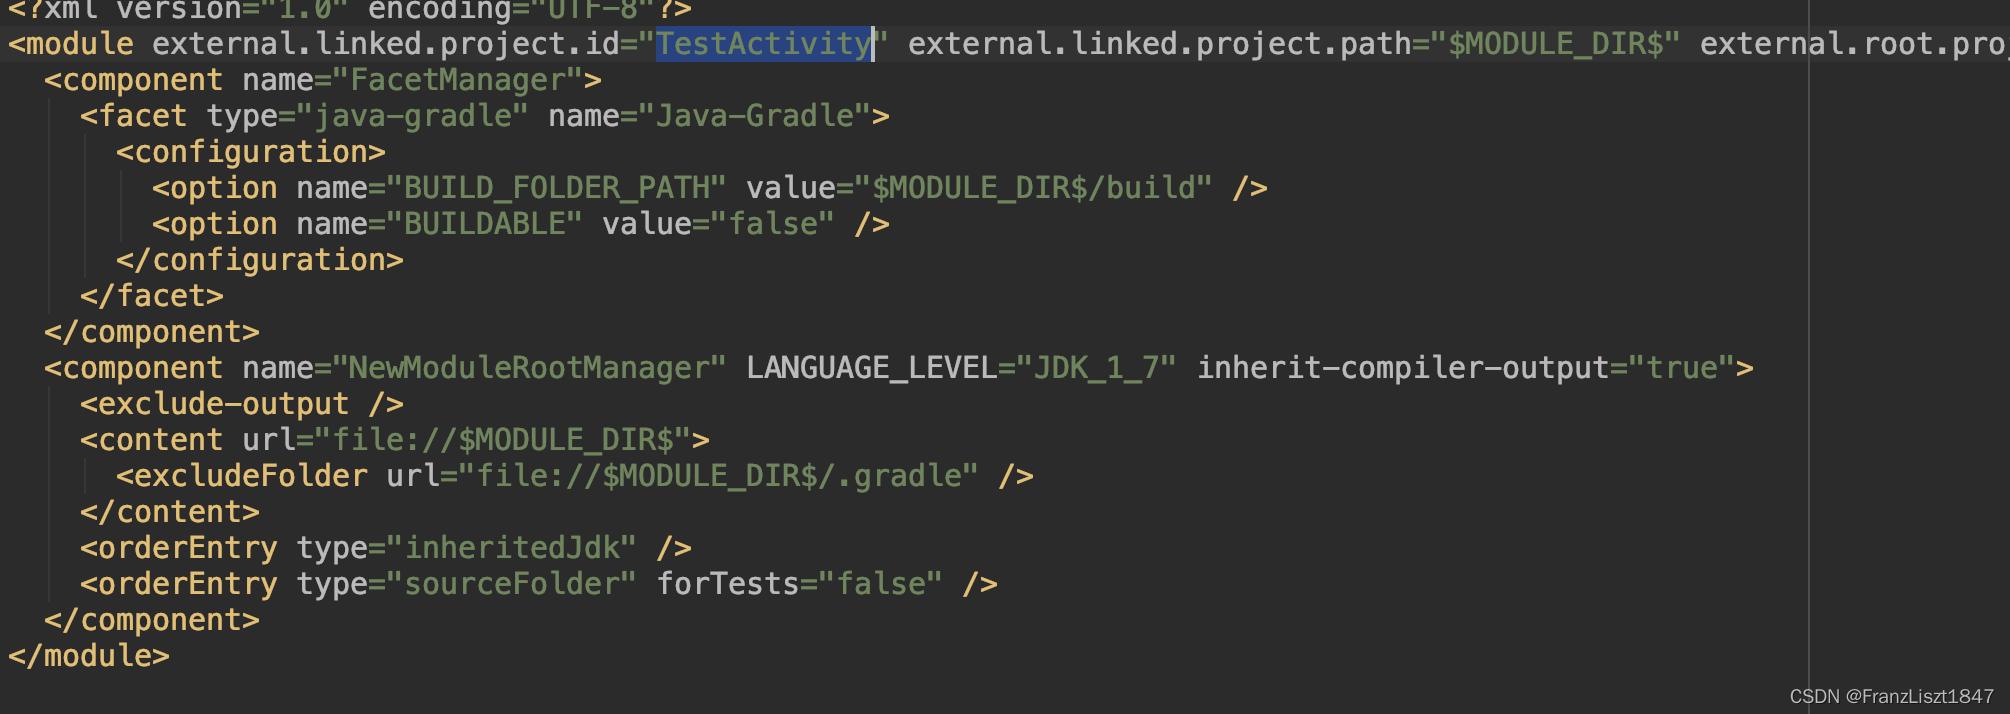 <?xml version="1.0" encoding="UTF-8"?>
<module external.linked.project.id="TestActivity" external.linked.project.path="$MODULE_DIR$" external.root.pro
<component name="FacetManager">
<facet type="java-gradle" name="Java-Gradle">
<configuration>
<option name="BUILD_FOLDER_PATH" value="$MODULE_DIR$/build" />
<option name="BUILDABLE" value="false" />
</configuration>
</facet>
</component>
<component name="NewModuleRootManager" LANGUAGE_LEVEL="JDK_1_7" inherit-compiler-output="true">
<exclude-output />
<content url="file://$MODULE_DIR$">
<excludeFolder url="file://$MODULE_DIR$/.gradle" />
</content>
<orderEntry type="inheritedJdk" />
<orderEntry type="sourceFolder" forTests="false" />
</component>
</module>
CSDN @FranzLiszt1847